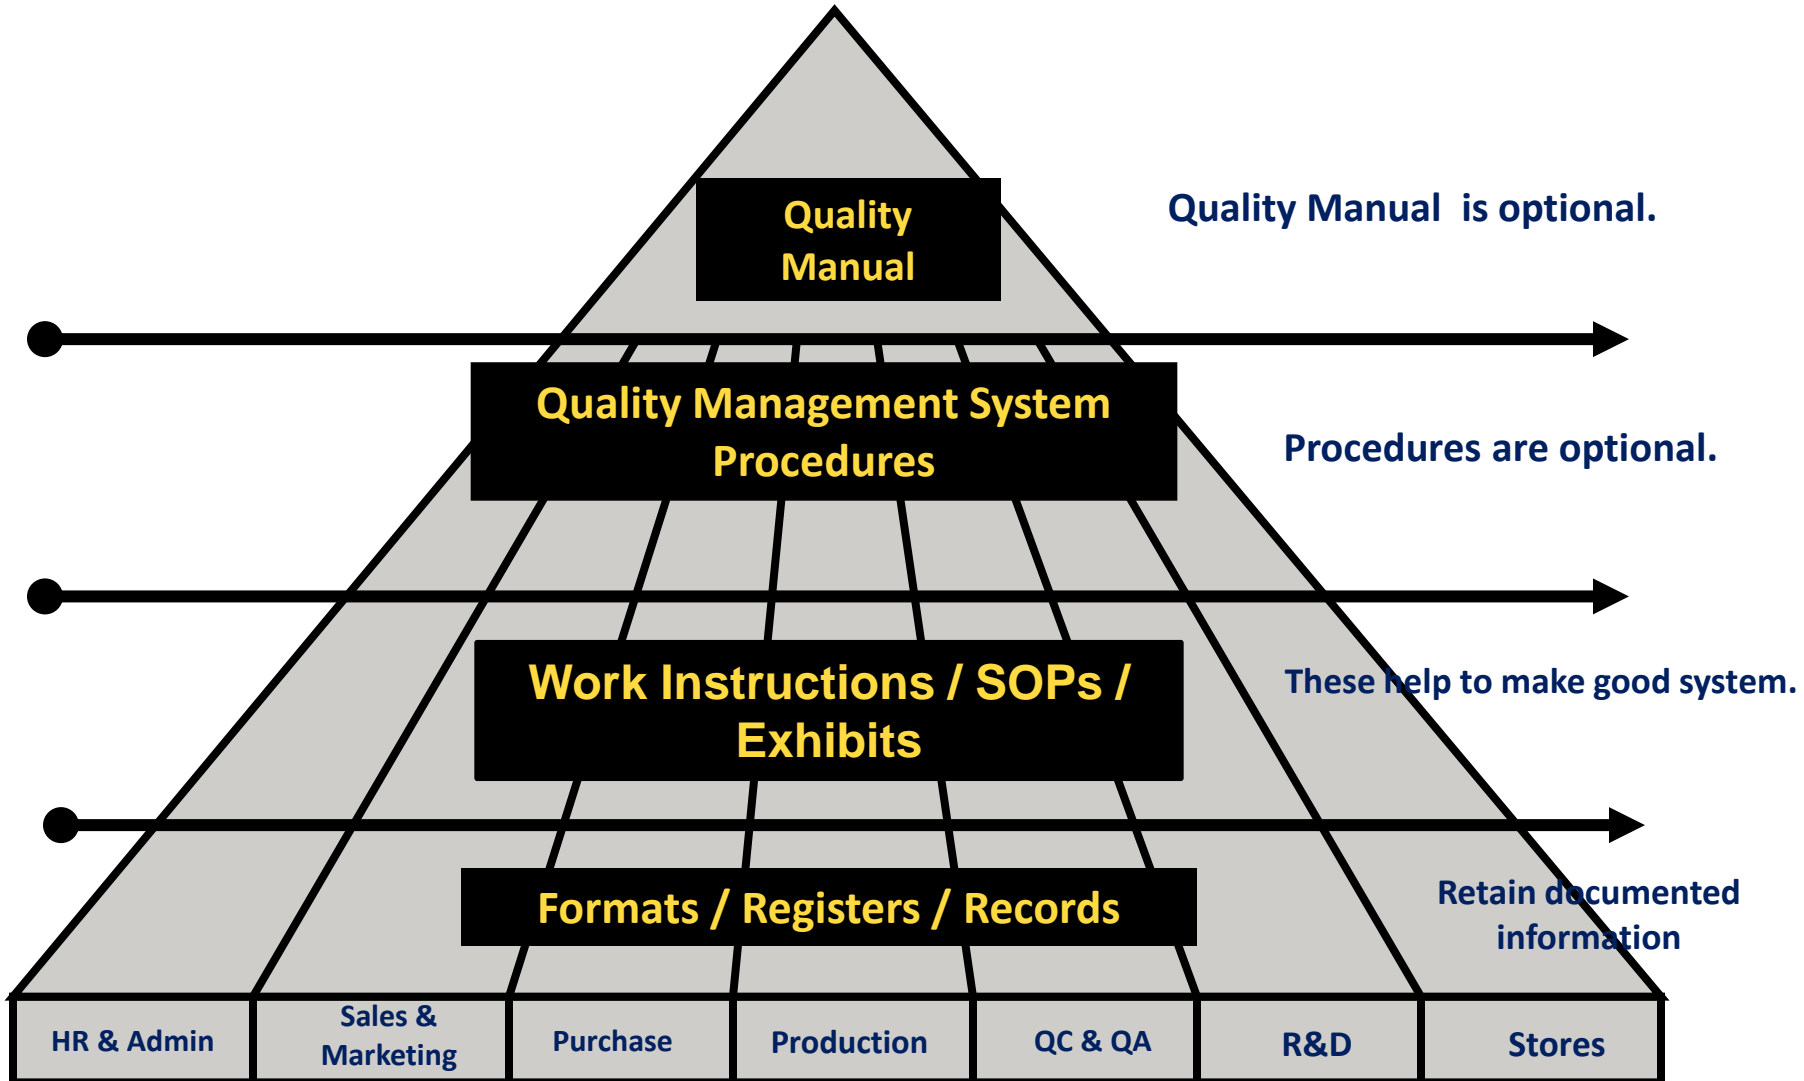 Quality
Manual
Quality Manual  is optional.
Quality Management System
Procedures
Procedures are optional.
Work Instructions / SOPs /
Exhibits
These help to make good system.
Formats / Registers / Records
Retain documented
information
HR & Admin
Sales &
Marketing
Purchase
Production
QC & QA
R&D
Stores